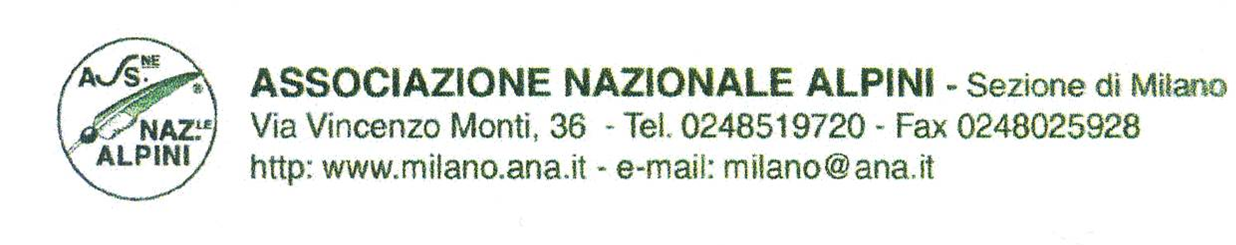 ASS.NE
NAZ.LE
ALPINI
®
ASSOCIAZIONE NAZIONALE ALPINI - Sezione di Milano
Via Vincenzo Monti, 36 - Tel. 0248519720 - Fax 0248025928
http: www.milano.ana.it - e-mail: milano@ana.it